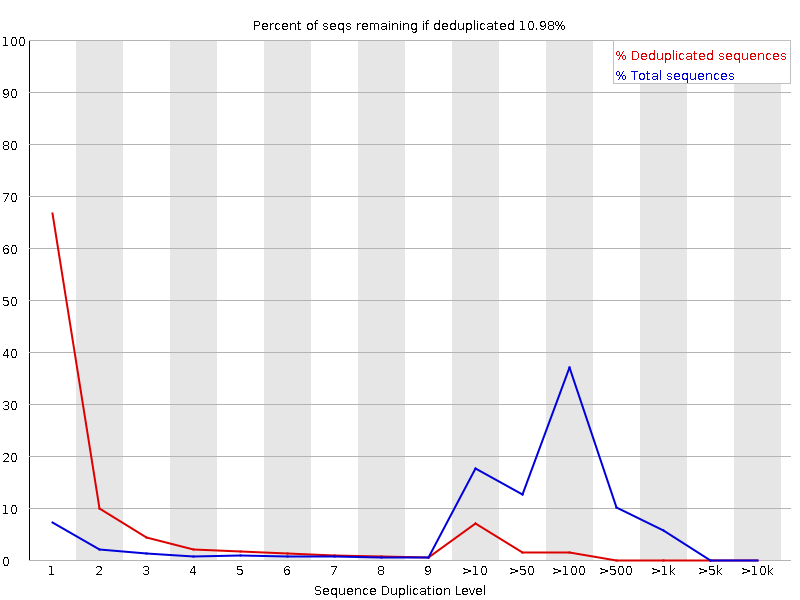 Percent of seqs remaining if deduplicated 10.98%
% Deduplicated sequences
% Total sequences
100
90
80
70
60
50
40
30
20
10
0
1 2 3 4 5 6 7 8 9 >10 >50 >100 >500 >1k >5k >10k
Sequence Duplication Level